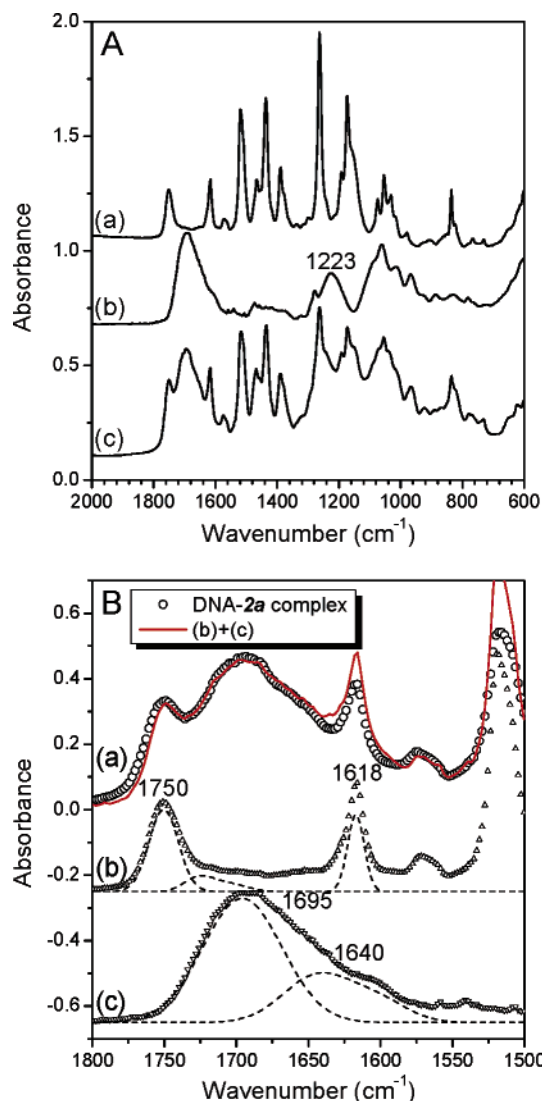 A
2.0
1.5
1.0
0.5
0.0
Absorbance
(a)
(b)
1223
(c)
2000 1800 1600 1400 1200 1000 800 600
Wavenumber (cm-1)
B
DNA-2a complex
(b)+(c)
0.6
0.4
0.2
0.0
-0.2
-0.4
-0.6
Absorbance
(a)
1750
1618
(b)
1695
1640
(c)
1800 1750 1700 1650 1600 1550 1500
Wavenumber (cm-1)